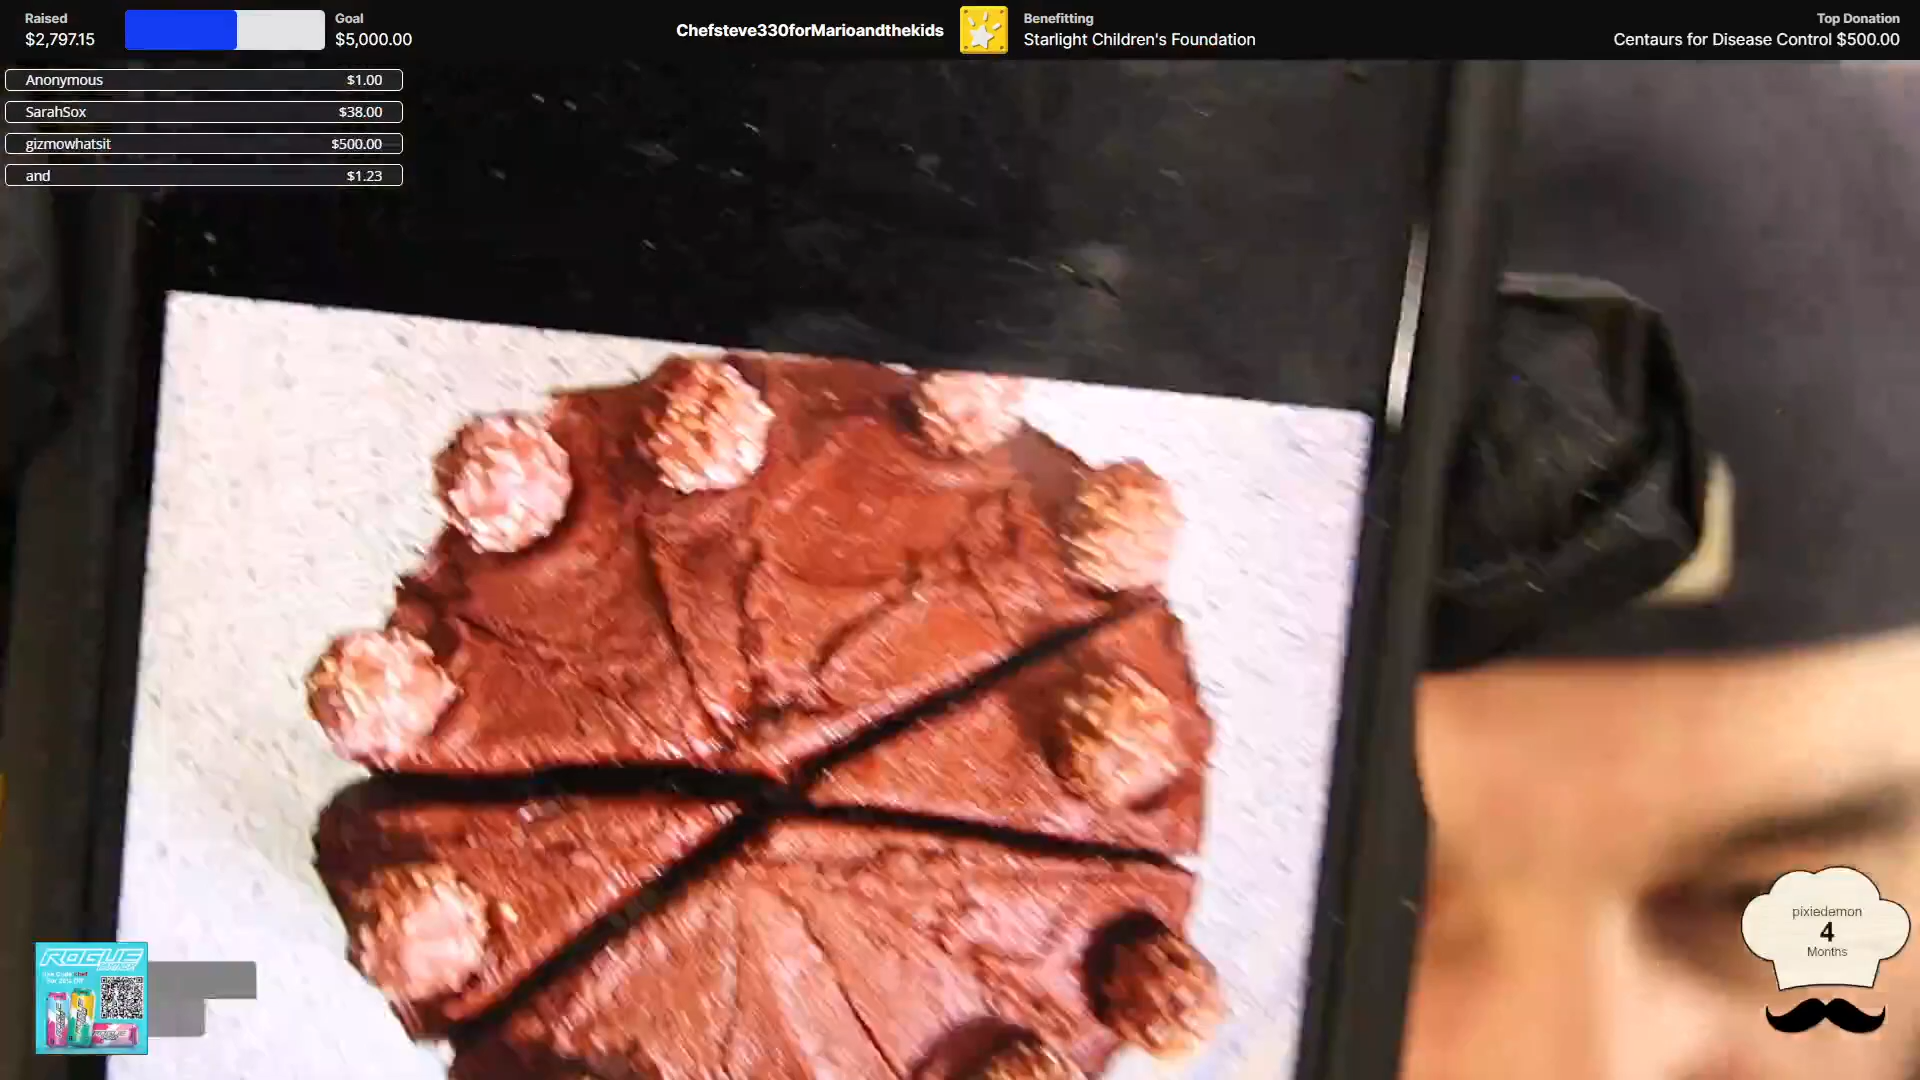 Raised
$2,797.15
Goal
$5,000.00
Chefsteve330forMarioandthekids
Benefitting
Starlight Children's Foundation
Top Donation
Centaurs for Disease Control $500.00
Anonymous $1.00
SarahSox $38.00
gizmowhatsit $500.00
and $1.23
ROGUE
pixiedemon
4
Months